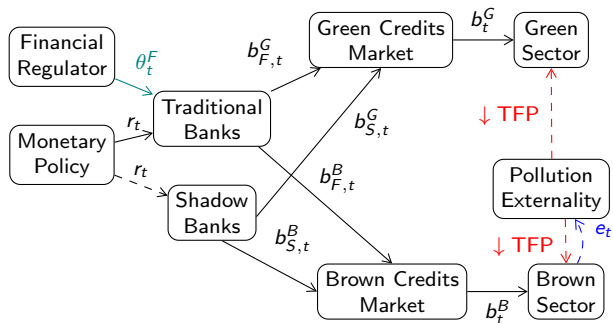 Financial
Regulator
θ_t^F
Monetary
Policy
r_t
r_t
Traditional
Banks
Shadow
Banks
b_{F,t}^G
b_{S,t}^G
b_{F,t}^B
b_{S,t}^B
Green Credits
Market
b_t^G
Green
Sector
↓ TFP
Pollution
Externality
↓ TFP
e_t
Brown Credits
Market
b_t^B
Brown
Sector